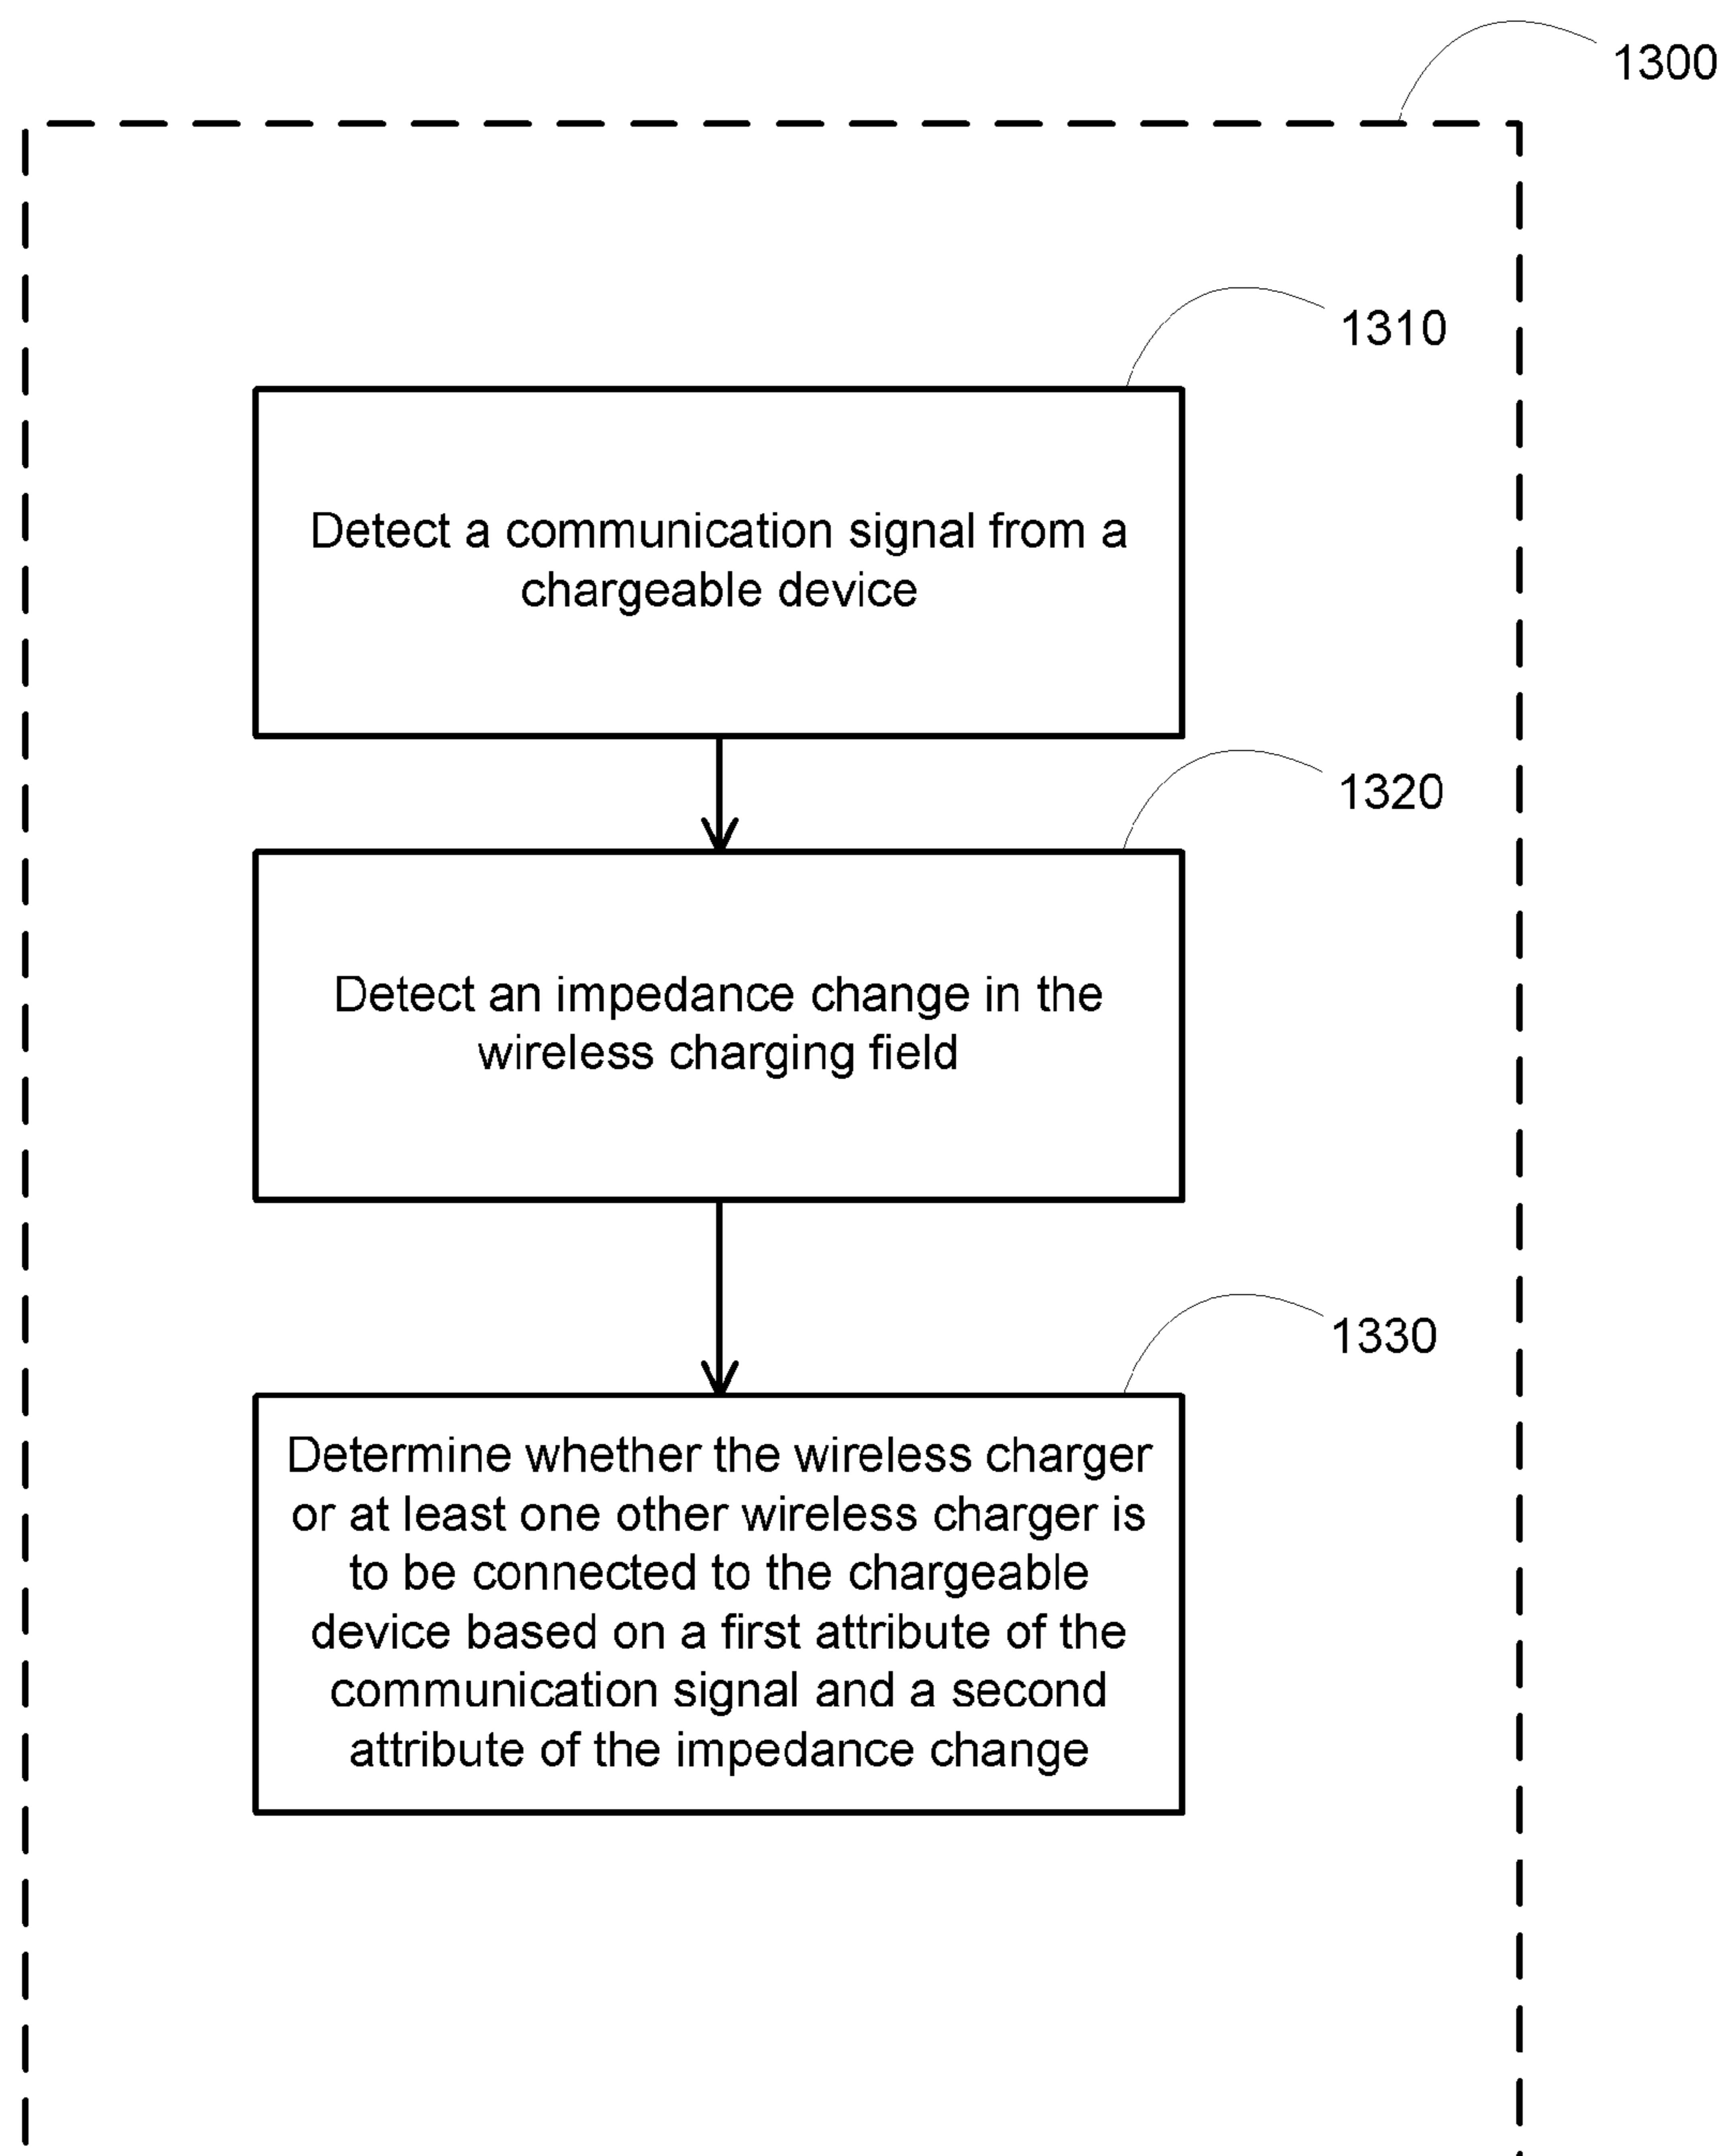 1300
1310
Detect a communication signal from a
chargeable device
1320
Detect an impedance change in the
wireless charging field
1330
Determine whether the wireless charger
or at least one other wireless charger is
to be connected to the chargeable
device based on a first attribute of the
communication signal and a second
attribute of the impedance change